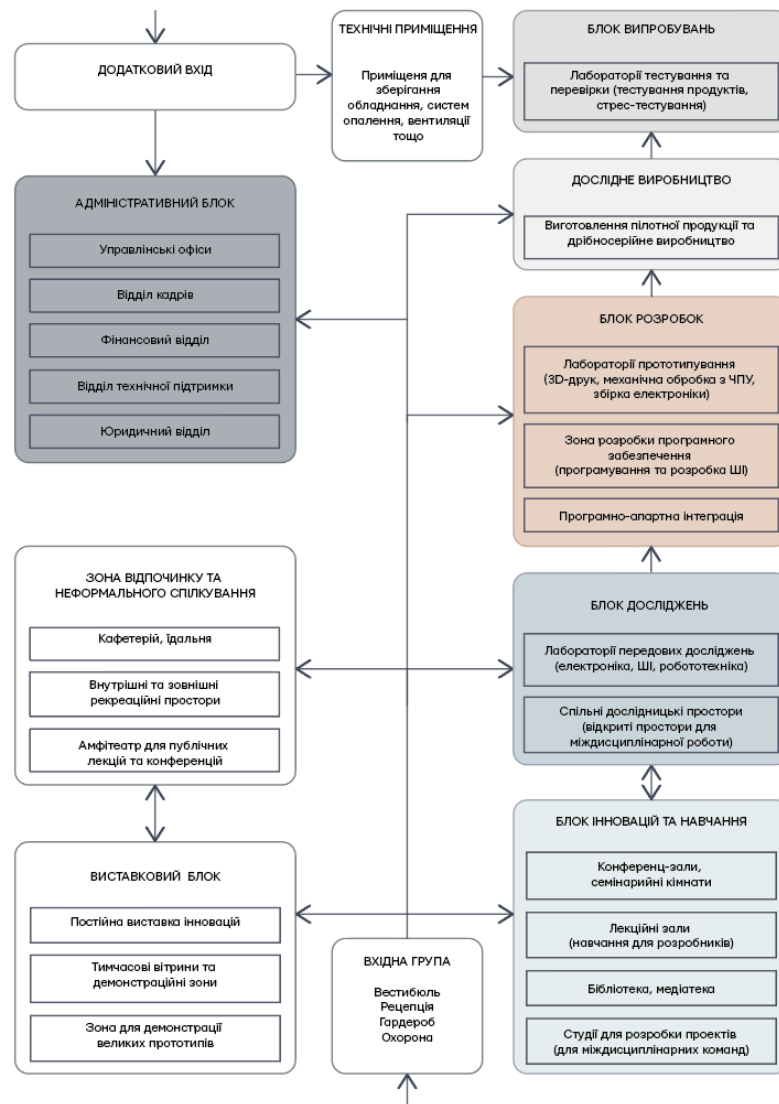 ДОДАТКОВИЙ ВХІД
ТЕХНІЧНІ ПРИМІЩЕННЯ
Приміщеня для
зберігання
обладнання, систем
опалення, вентиляції
тощо
БЛОК ВИПРОБУВАНЬ
Лабораторії тестування та
перевірки (тестування продуктів,
стрес-тестування)
АДМІНІСТРАТИВНИЙ БЛОК
Управлінські офіси
Відділ кадрів
Фінансовий відділ
Відділ технічної підтримки
Юридичний відділ
ДОСЛІДНЕ ВИРОБНИЦТВО
Виготовлення пілотної продукції та
дрібносерійне виробництво
БЛОК РОЗРОБОК
Лабораторії прототипування
(3D-друк, механічна обробка з ЧПУ,
збірка електроніки)
Зона розробки програмного
забезпечення
(програмування та розробка ШІ)
Програмно-апартна інтеграція
ЗОНА ВІДПОЧИНКУ ТА
НЕФОРМАЛЬНОГО СПІЛКУВАННЯ
Кафетерій, їдальня
Внутрішні та зовнішні
рекреаційні простори
Амфітеатр для публічних
лекцій та конференцій
БЛОК ДОСЛІДЖЕНЬ
Лабораторії передових досліджень
(електроніка, ШІ, робототехніка)
Спільні дослідницькі простори
(відкриті простори для
міждисциплінарної роботи)
ВИСТАВКОВИЙ БЛОК
Постійна виставка інновацій
Тимчасові вітрини та
демонстраційні зони
Зона для демонстрації
великих прототипів
ВХІДНА ГРУПА
Вестибюль
Рецепція
Гардероб
Охорона
БЛОК ІННОВАЦІЙ ТА НАВЧАННЯ
Конференц-зали,
семінарийні кімнати
Лекційні зали
(навчання для розробників)
Бібліотека, медіатека
Студії для розробки проектів
(для міждисциплінарних команд)